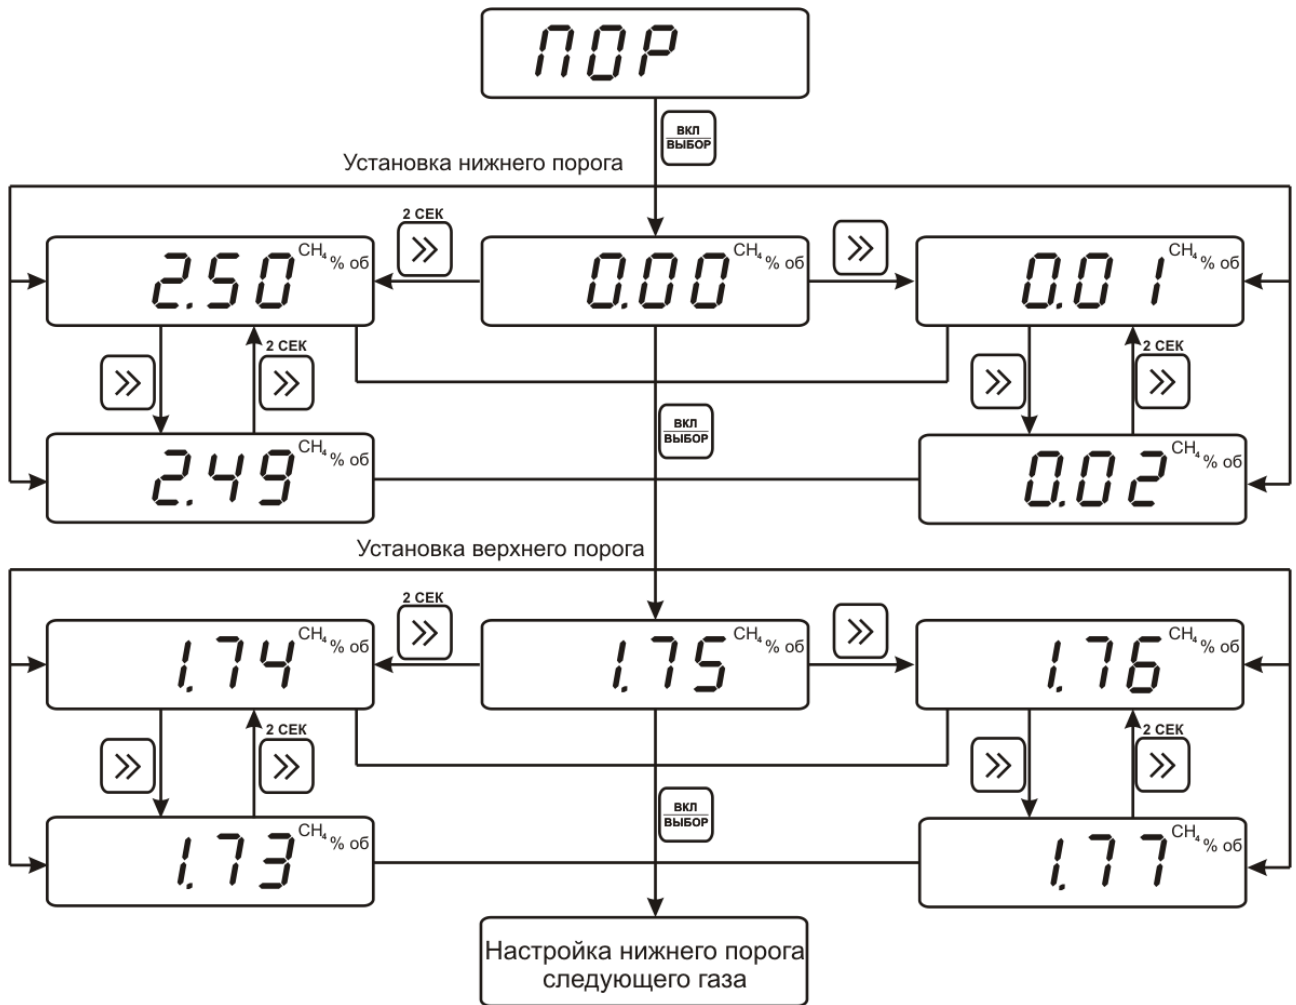 ПОР
ВКЛ
ВЫБОР
Установка нижнего порога
2 СЕК
2.50 CH₄ % об
0.00 CH₄ % об
0.01 CH₄ % об
2 СЕК
2 СЕК
ВКЛ
ВЫБОР
2.49 CH₄ % об
0.02 CH₄ % об
Установка верхнего порога
2 СЕК
1.74 CH₄ % об
1.75 CH₄ % об
1.76 CH₄ % об
2 СЕК
2 СЕК
ВКЛ
ВЫБОР
1.73 CH₄ % об
1.77 CH₄ % об
Настройка нижнего порога
следующего газа